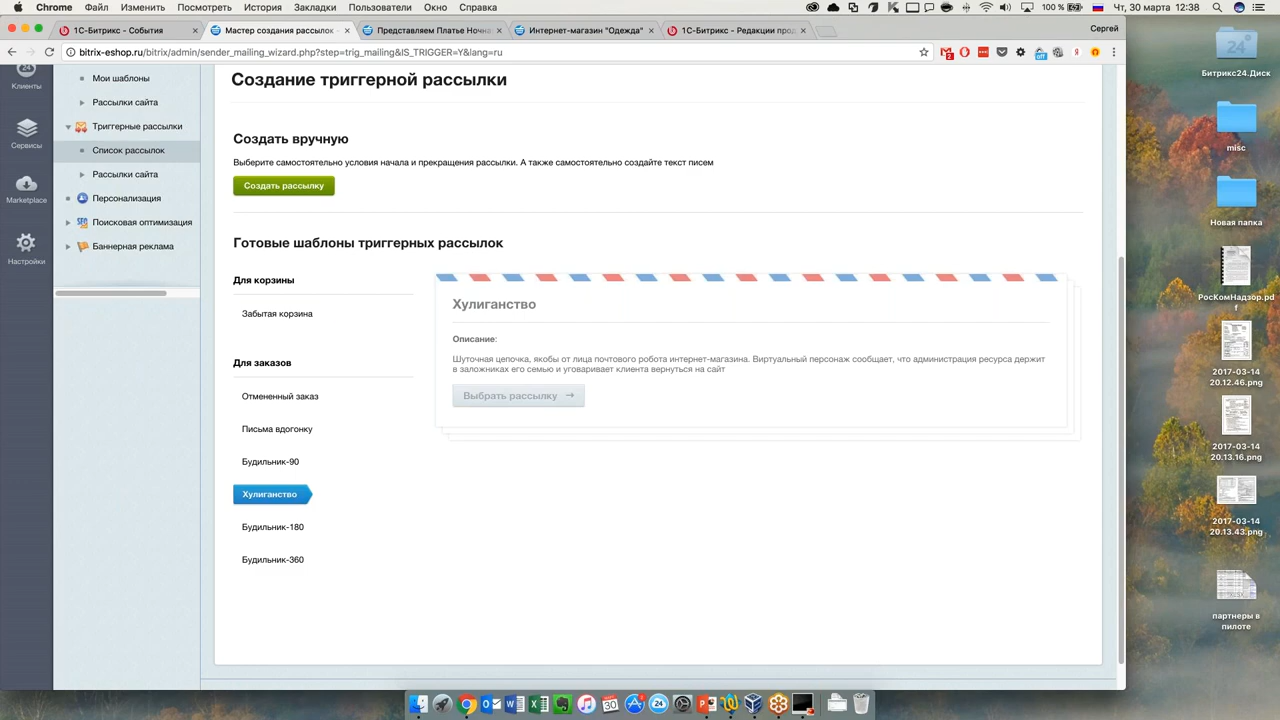 Chrome Файл Изменить Посмотреть История Закладки Пользователи Окно Справка
100 % Чт, 30 марта 12:38
1С-Битрикс - События
Мастер создания рассылок -
Представляем Платье Ночна
Интернет-магазин "Одежда"
1С-Битрикс - Редакции прод
Сергей
bitrix-eshop.ru/bitrix/admin/sender_mailing_wizard.php?step=trig_mailing&IS_TRIGGER=Y&lang=ru
24
Клиенты
Сервисы
Marketplace
Настройки
Мои шаблоны
Рассылки сайта
Триггерные рассылки
Список рассылок
Рассылки сайта
Персонализация
Поисковая оптимизация
Баннерная реклама
Создание триггерной рассылки
Создать вручную
Выберите самостоятельно условия начала и прекращения рассылки. А также самостоятельно создайте текст писем
Создать рассылку
Готовые шаблоны триггерных рассылок
Для корзины
Забытая корзина
Для заказов
Отмененный заказ
Письма вдогонку
Будильник-90
Хулиганство
Будильник-180
Будильник-360
Хулиганство
Описание:
Шуточная цепочка, якобы от лица почтового робота интернет-магазина. Виртуальный персонаж сообщает, что администрация ресурса держит
в заложниках его семью и уговаривает клиента вернуться на сайт
Выбрать рассылку →
24
Битрикс24.Диск
misc
Новая папка
РосКомНадзор.pd
f
2017-03-14
20.12.46.png
2017-03-14
20.13.16.png
2017-03-14
20.13.43.png
партнеры в
пилоте